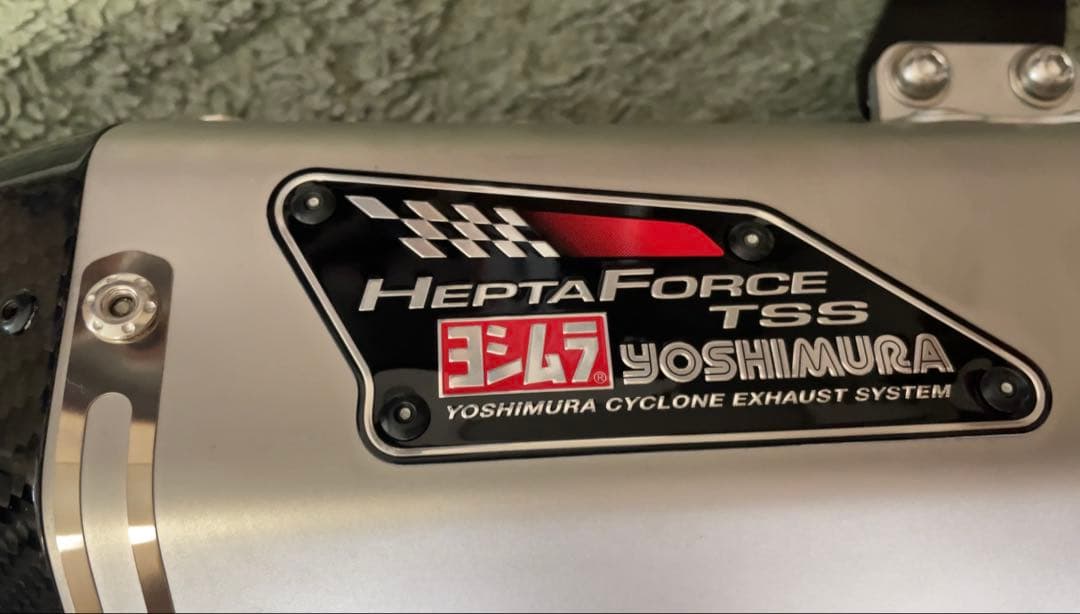 HEPTAFORCE
TSS
ヨシムラ® YOSHIMURA
YOSHIMURA CYCLONE EXHAUST SYSTEM